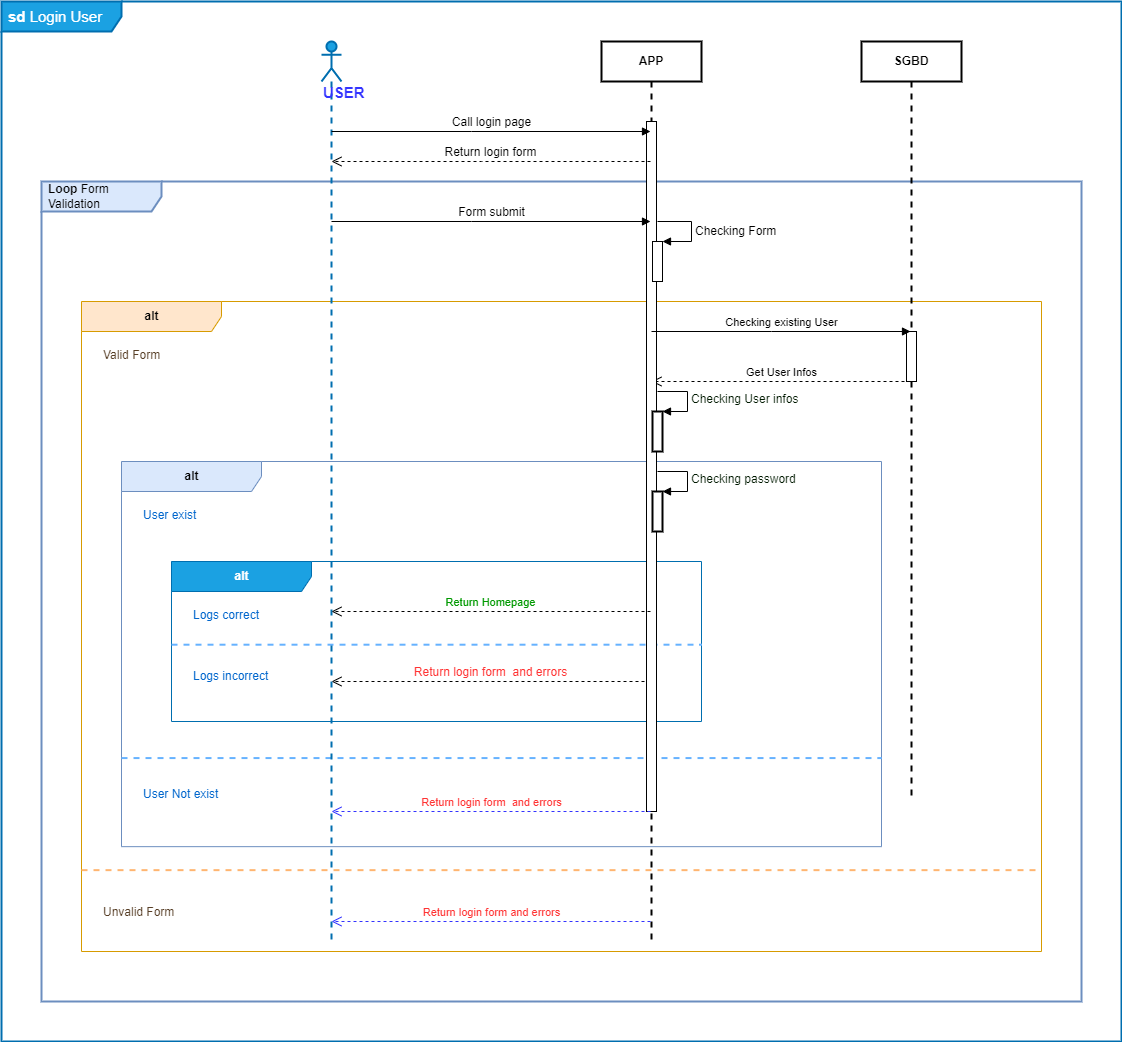 sd Login User
USER
APP
SGBD
Call login page
Return login form
Loop Form
Validation
Form submit
Checking Form
alt
Checking existing User
Valid Form
Get User Infos
Checking User infos
alt
Checking password
User exist
alt
Return Homepage
Logs correct
Return login form  and errors
Logs incorrect
User Not exist
Return login form  and errors
Unvalid Form
Return login form and errors